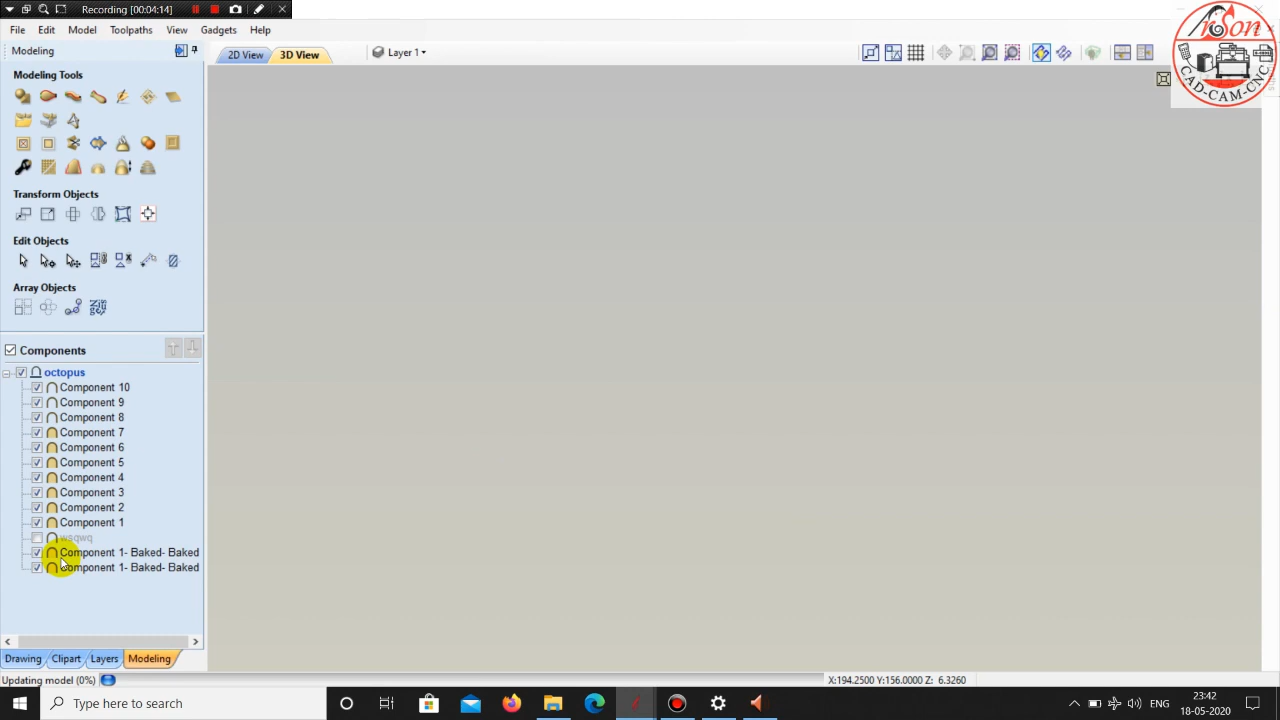 Recording [00:04:14]
File Edit Model Toolpaths View Gadgets Help
Modeling
2D View 3D View Layer 1
Modeling Tools
Transform Objects
Edit Objects
Array Objects
Components
octopus
Component 10
Component 9
Component 8
Component 7
Component 6
Component 5
Component 4
Component 3
Component 2
Component 1
wsqwq
Component 1- Baked- Baked
Component 1- Baked- Baked
Drawing Clipart Layers Modeling
Updating model (0%)
X:194.2500 Y:156.0000 Z: 6.3260
Type here to search
ENG
23:42
18-05-2020
CAD-CAM-CNC